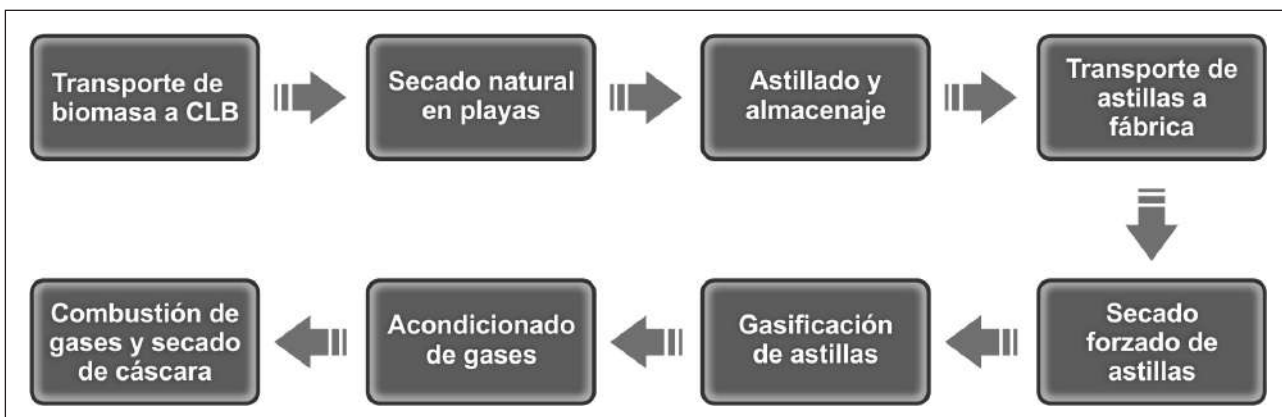 Transporte de
biomasa a CLB
Secado natural
en playas
Astillado y
almacenaje
Transporte de
astillas a
fábrica
Secado
forzado de
astillas
Gasificación
de astillas
Acondicionado
de gases
Combustión de
gases y secado
de cáscara